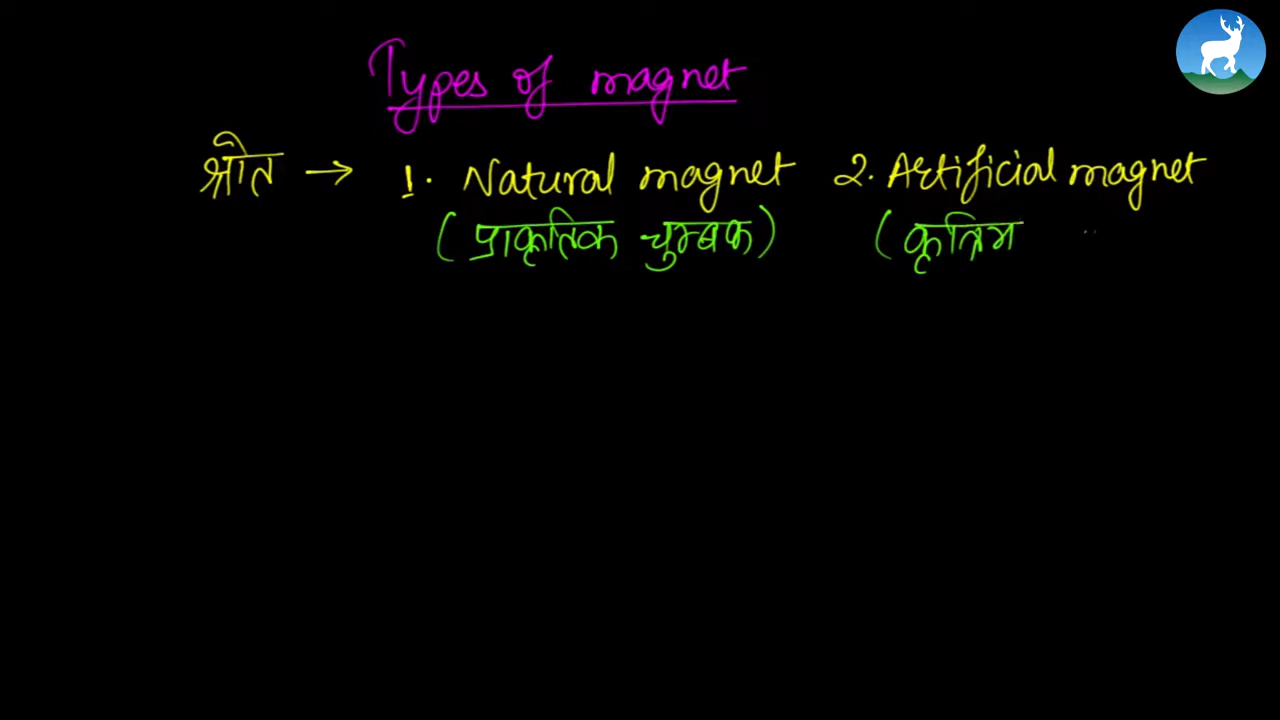 Types of magnet
श्रोत → 1. Natural magnet 2. Artificial magnet
(प्राकृतिक चुम्बक) (कृत्रिम